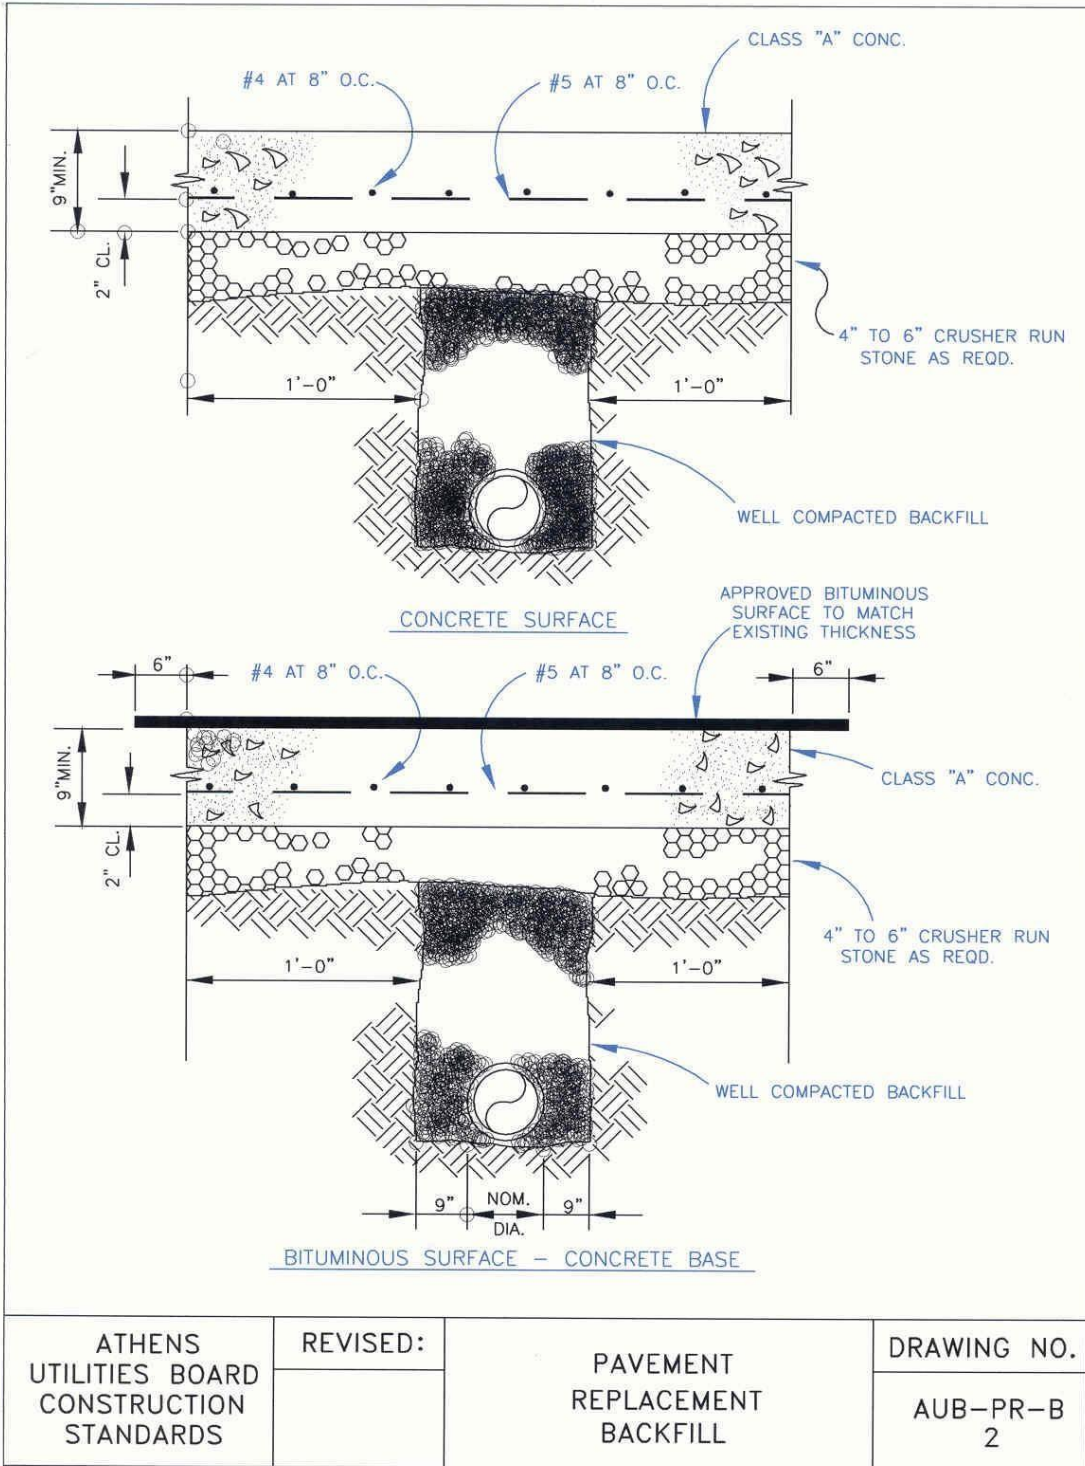 CLASS "A" CONC.
#4 AT 8" O.C.
#5 AT 8" O.C.
9"MIN.
2" CL.
4" TO 6" CRUSHER RUN
STONE AS REQD.
1'-0"
1'-0"
WELL COMPACTED BACKFILL
CONCRETE SURFACE
APPROVED BITUMINOUS
SURFACE TO MATCH
EXISTING THICKNESS
6"
#4 AT 8" O.C.
#5 AT 8" O.C.
6"
9"MIN.
CLASS "A" CONC.
2" CL.
4" TO 6" CRUSHER RUN
STONE AS REQD.
1'-0"
1'-0"
WELL COMPACTED BACKFILL
9"
NOM.
DIA.
9"
BITUMINOUS SURFACE - CONCRETE BASE
ATHENS
UTILITIES BOARD
CONSTRUCTION
STANDARDS
REVISED:
PAVEMENT
REPLACEMENT
BACKFILL
DRAWING NO.
AUB-PR-B
2